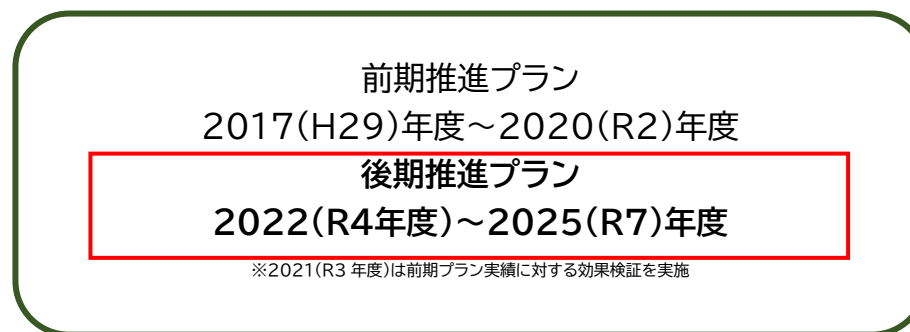 前期推進プラン
2017(H29)年度～2020(R2)年度
後期推進プラン
2022(R4年度)～2025(R7)年度
※2021(R3 年度)は前期プラン実績に対する効果検証を実施